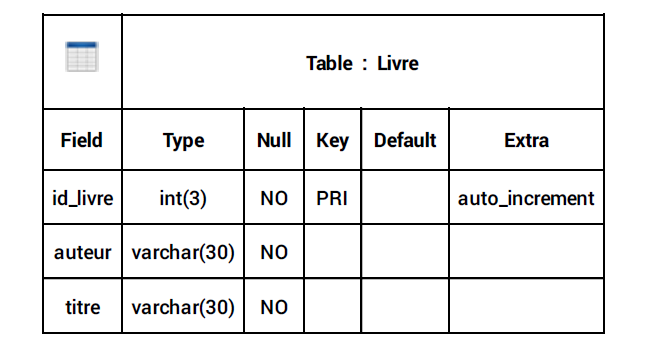 Table : Livre
Field Type Null Key Default Extra
id_livre int(3) NO PRI auto_increment
auteur varchar(30) NO
titre varchar(30) NO